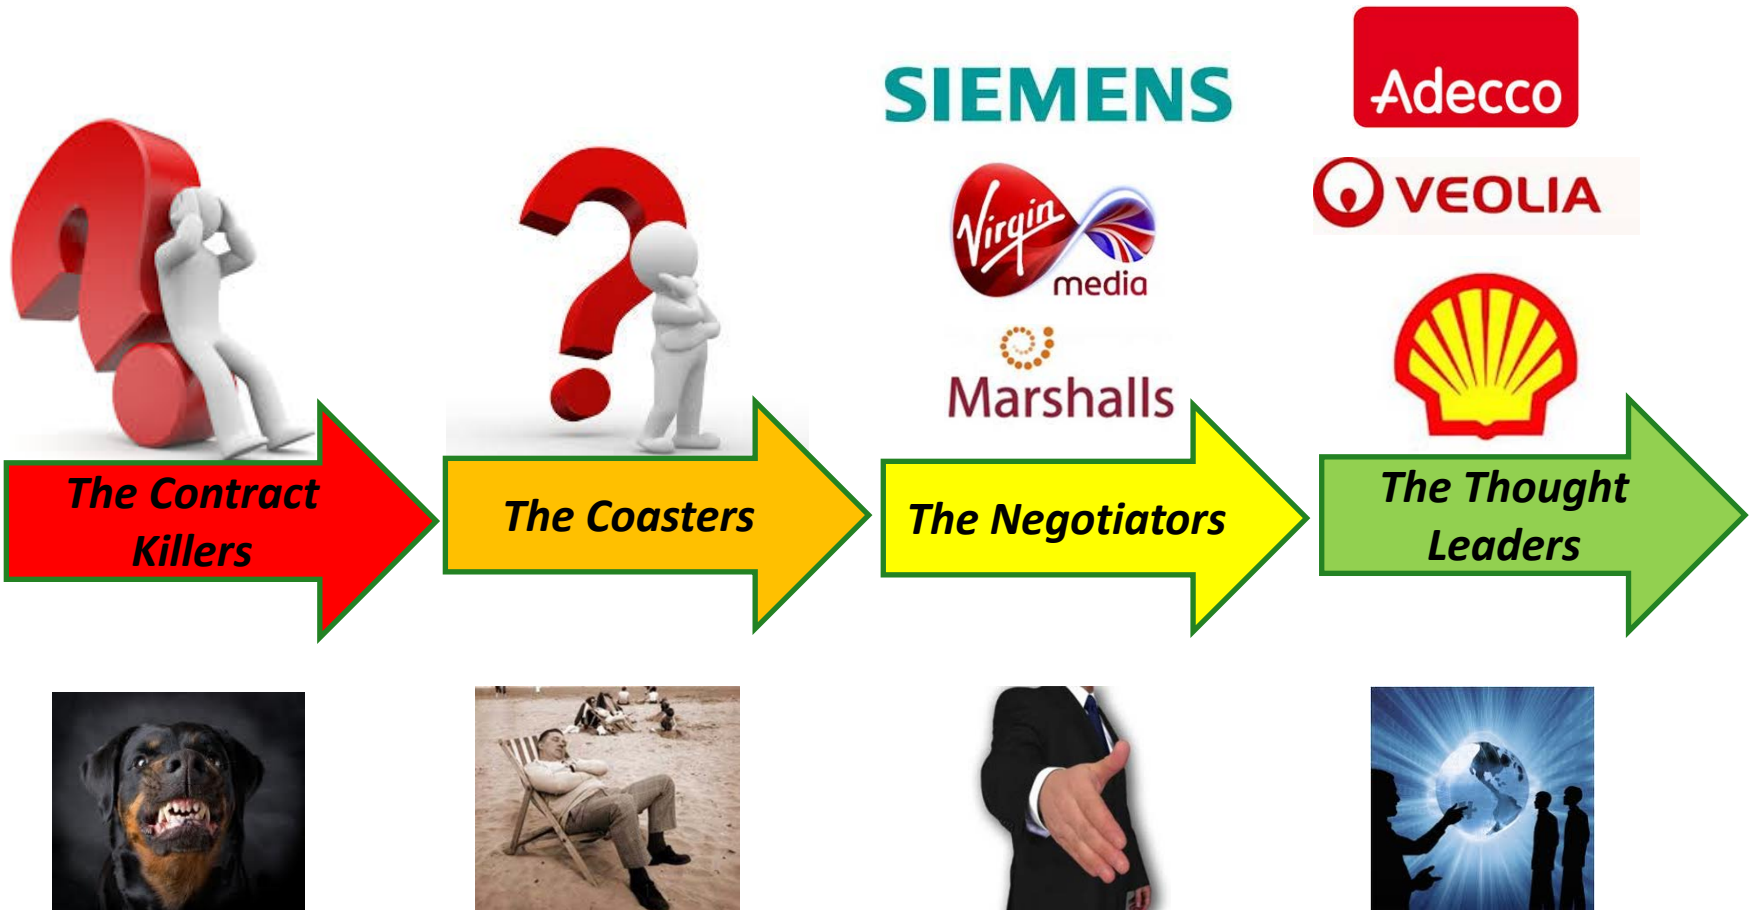 SIEMENS
Adecco
VEOLIA
Virgin
media
Marshalls
The Contract
Killers
The Coasters
The Negotiators
The Thought
Leaders